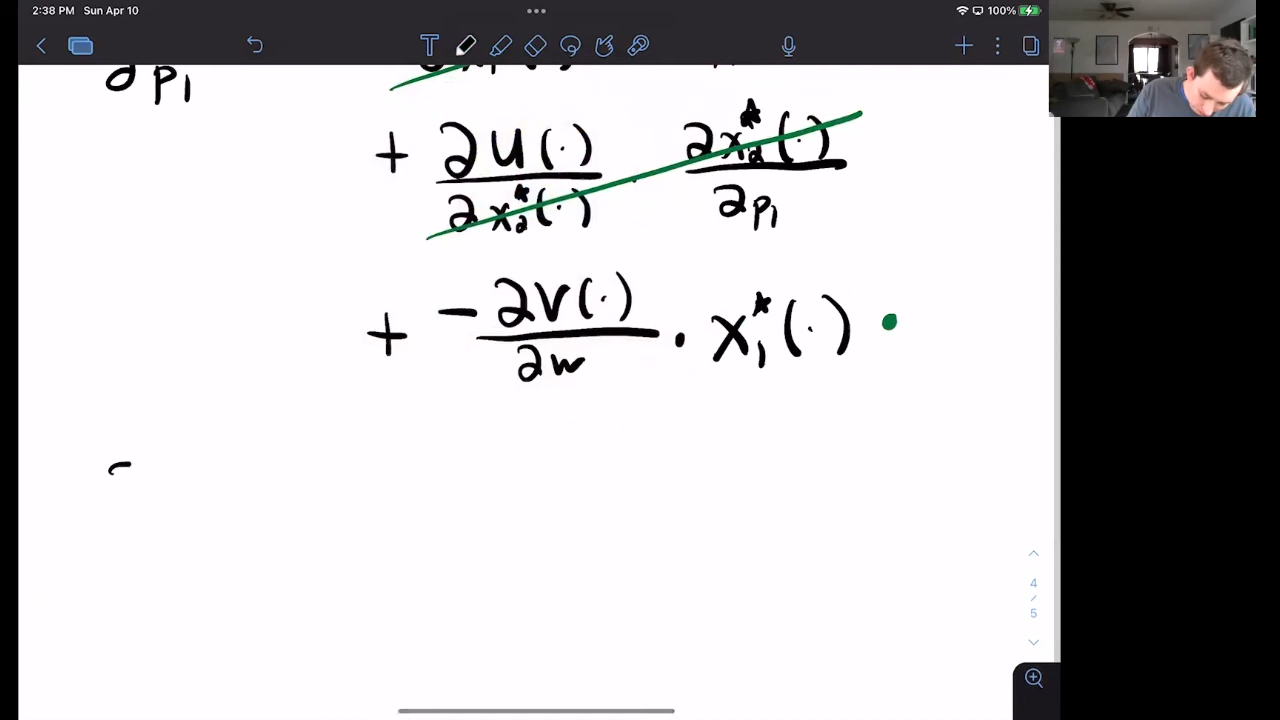 2:38 PM Sun Apr 10
100%
∂p₁
+ ∂u(·)/∂x₂*(·) · ∂x₂*(·)/∂p₁
+ -∂v(·)/∂w · x₁*(·)
4
/
5